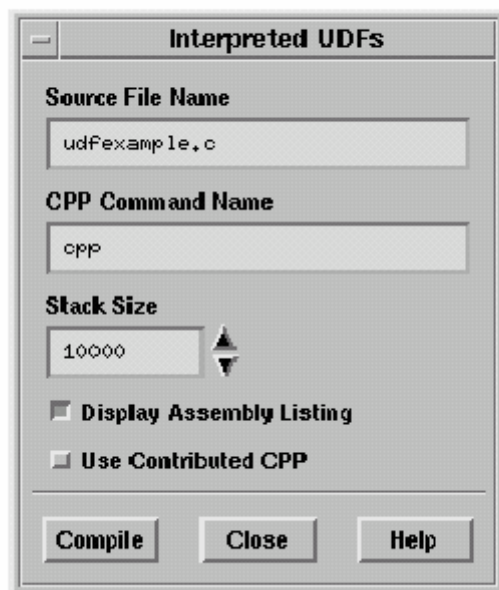 Interpreted UDFs
Source File Name
udfexample.c
CPP Command Name
cpp
Stack Size
10000
Display Assembly Listing
Use Contributed CPP
Compile Close Help